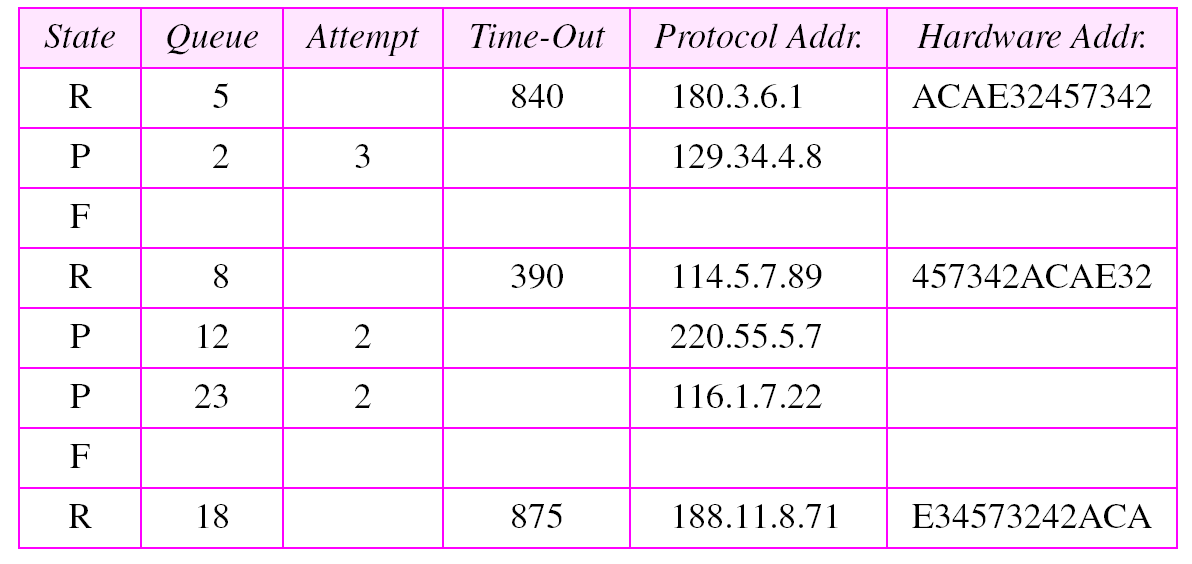 State Queue Attempt Time-Out Protocol Addr. Hardware Addr.
R 5 840 180.3.6.1 ACAE32457342
P 2 3 129.34.4.8
F
R 8 390 114.5.7.89 457342ACAE32
P 12 2 220.55.5.7
P 23 2 116.1.7.22
F
R 18 875 188.11.8.71 E34573242ACA